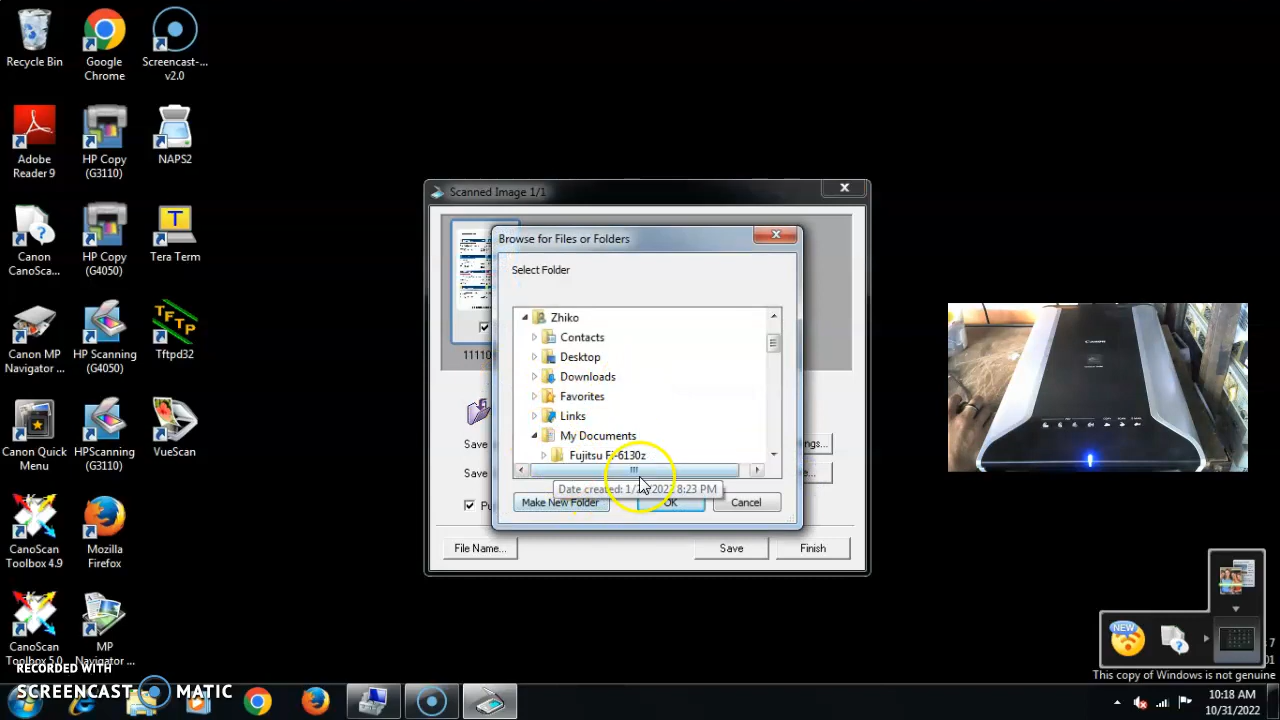 Recycle Bin
Google
Chrome
Screencast-...
v2.0
Adobe
Reader 9
HP Copy
(G3110)
NAPS2
Canon
CanoSca...
HP Copy
(G4050)
Tera Term
Canon MP
Navigator ...
HP Scanning
(G4050)
Tftpd32
Canon Quick
Menu
HPScanning
(G3110)
VueScan
CanoScan
Toolbox 4.9
Mozilla
Firefox
CanoScan
Toolbox 5.0
MP
Navigator ...
RECORDED WITH
SCREENCAST MATIC
Scanned Image 1/1
Browse for Files or Folders
Select Folder
Zhiko
Contacts
Desktop
Downloads
Favorites
Links
My Documents
Fujitsu Fi-6130z
Make New Folder
OK
Cancel
11110
Save
Save
File Name...
Save
Finish
Canon
NEW
This copy of Windows is not genuine
10:18 AM
10/31/2022